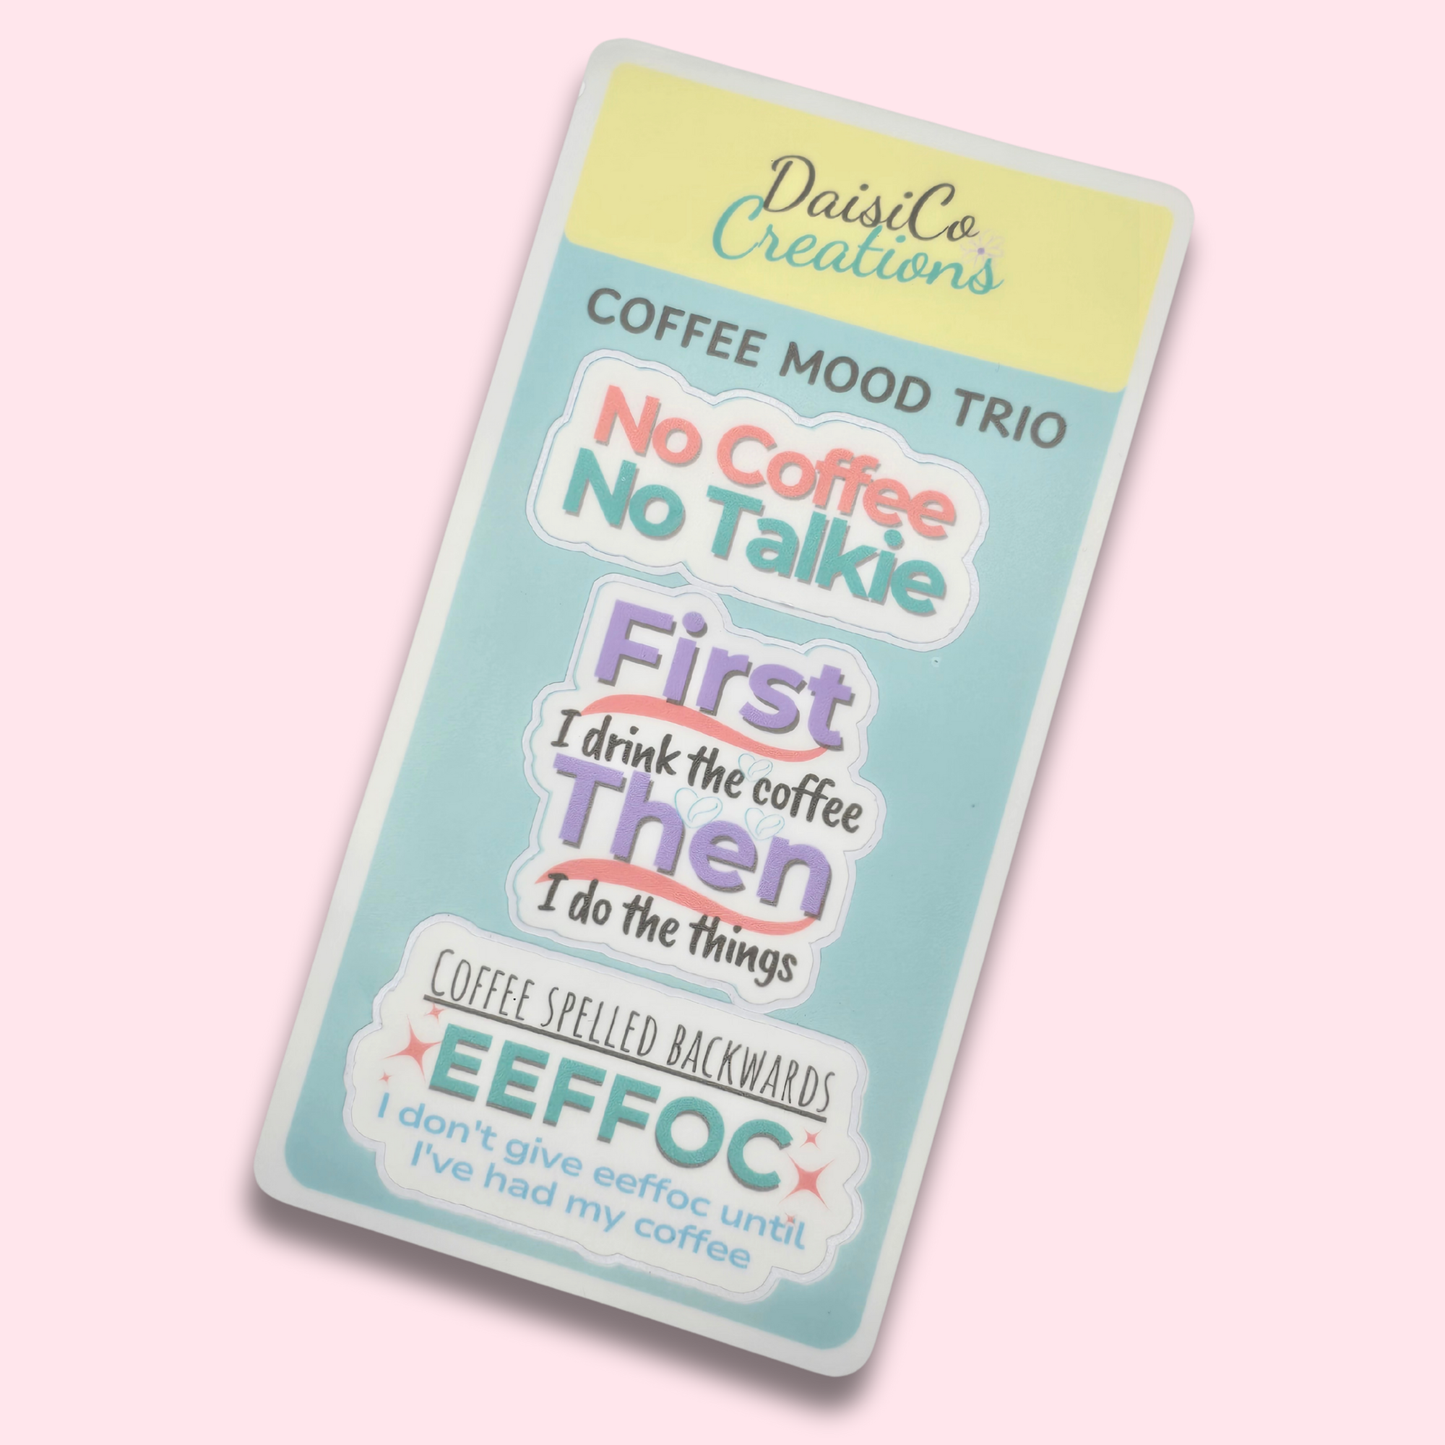 DaisiCo
Creations
COFFEE MOOD TRIO
No Coffee
No Talkie
First
I drink the coffee
Then
I do the things
COFFEE SPELLED BACKWARDS
EEFFOC
I don't give eeffoc until
I've had my coffee